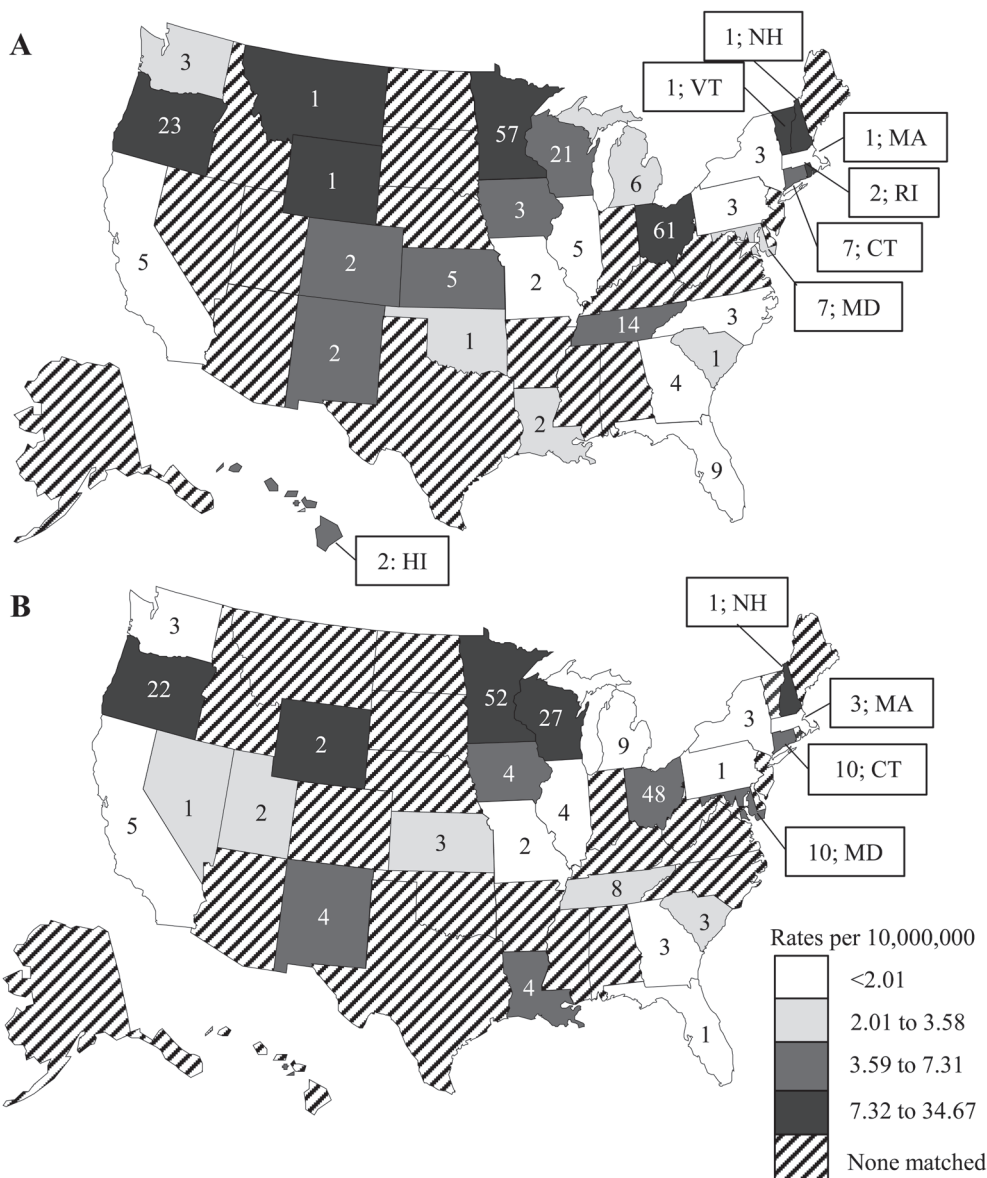 A
1; NH
3
1; VT
1
57
23
21
1; MA
3
1
6
2; RI
3
3
61
7; CT
5
2
5
5
2
7; MD
14
3
2
1
1
4
2
9
2: HI
B
1; NH
3
22
52
27
3; MA
3
2
9
4
1
10; CT
48
1
2
5
4
3
2
10; MD
8
3
4
3
4
Rates per 10,000,000
<2.01
2.01 to 3.58
1
3.59 to 7.31
7.32 to 34.67
None matched